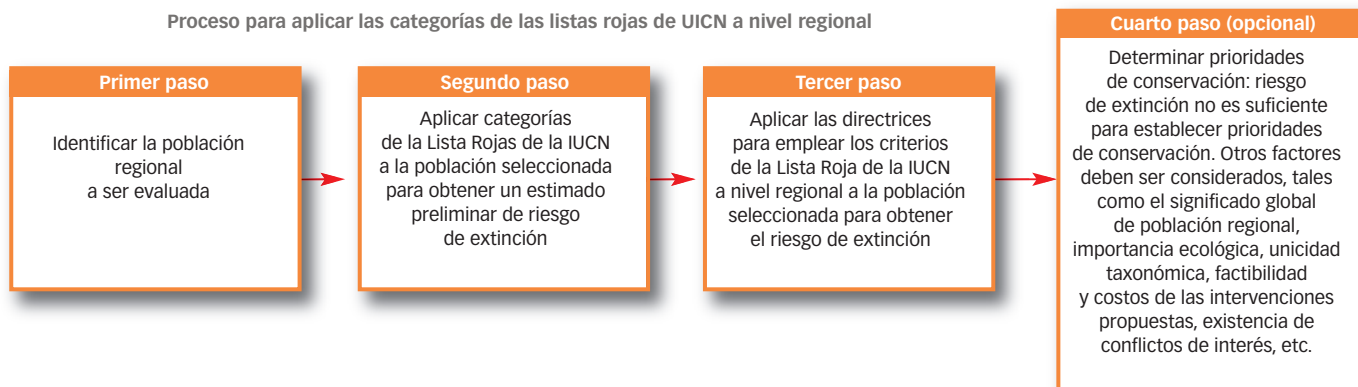 Proceso para aplicar las categorías de las listas rojas de UICN a nivel regional
Primer paso
Identificar la población
regional
a ser evaluada
Segundo paso
Aplicar categorías
de la Lista Rojas de la IUCN
a la población seleccionada
para obtener un estimado
preliminar de riesgo
de extinción
Tercer paso
Aplicar las directrices
para emplear los criterios
de la Lista Roja de la IUCN
a nivel regional a la población
seleccionada para obtener
el riesgo de extinción
Cuarto paso (opcional)
Determinar prioridades
de conservación: riesgo
de extinción no es suficiente
para establecer prioridades
de conservación. Otros factores
deben ser considerados, tales
como el significado global
de población regional,
importancia ecológica, unicidad
taxonómica, factibilidad
y costos de las intervenciones
propuestas, existencia de
conflictos de interés, etc.